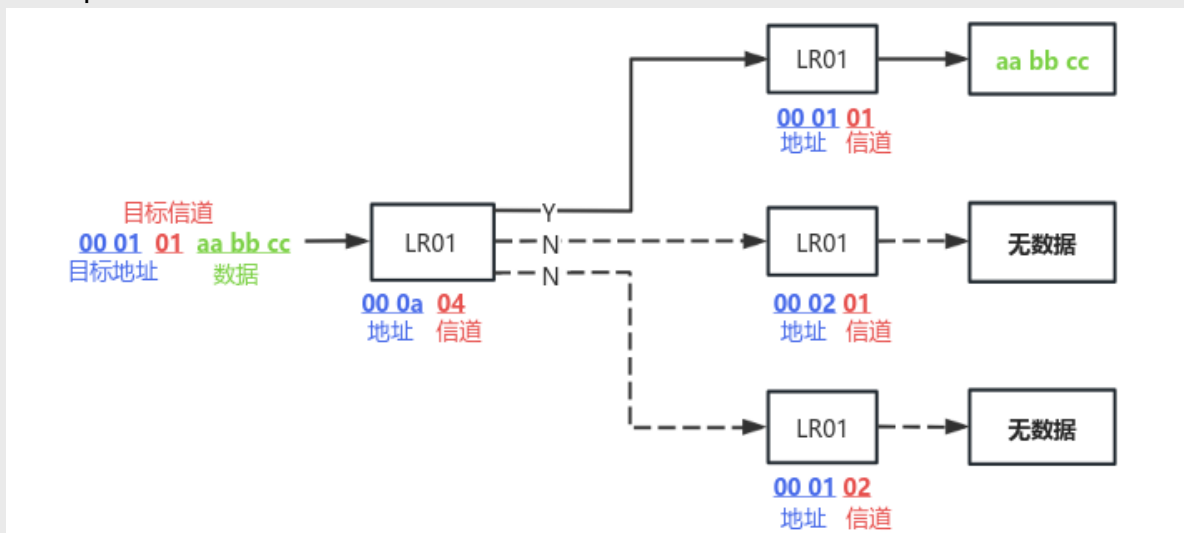 LR01
aa bb cc
00 01 01
地址 信道
目标信道
00 01 01 aa bb cc
目标地址 数据
LR01
00 0a 04
地址 信道
Y
N
N
LR01
无数据
00 02 01
地址 信道
LR01
无数据
00 01 02
地址 信道